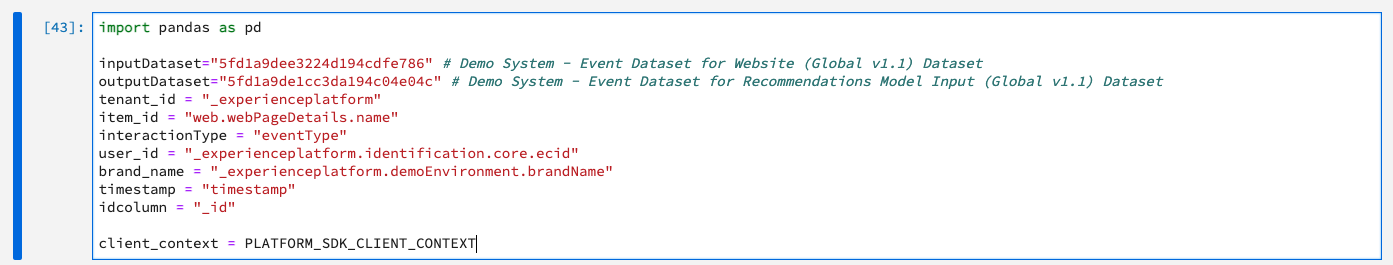 [43]: import pandas as pd
inputDataset="5fd1a9dee3224d194cdfe786" # Demo System - Event Dataset for Website (Global v1.1) Dataset
outputDataset="5fd1a9de1cc3da194c04e04c" # Demo System - Event Dataset for Recommendations Model Input (Global v1.1) Dataset
tenant_id = "_experienceplatform"
item_id = "web.webPageDetails.name"
interactionType = "eventType"
user_id = "_experienceplatform.identification.core.ecid"
brand_name = "_experienceplatform.demoEnvironment.brandName"
timestamp = "timestamp"
idcolumn = "_id"
client_context = PLATFORM_SDK_CLIENT_CONTEXT